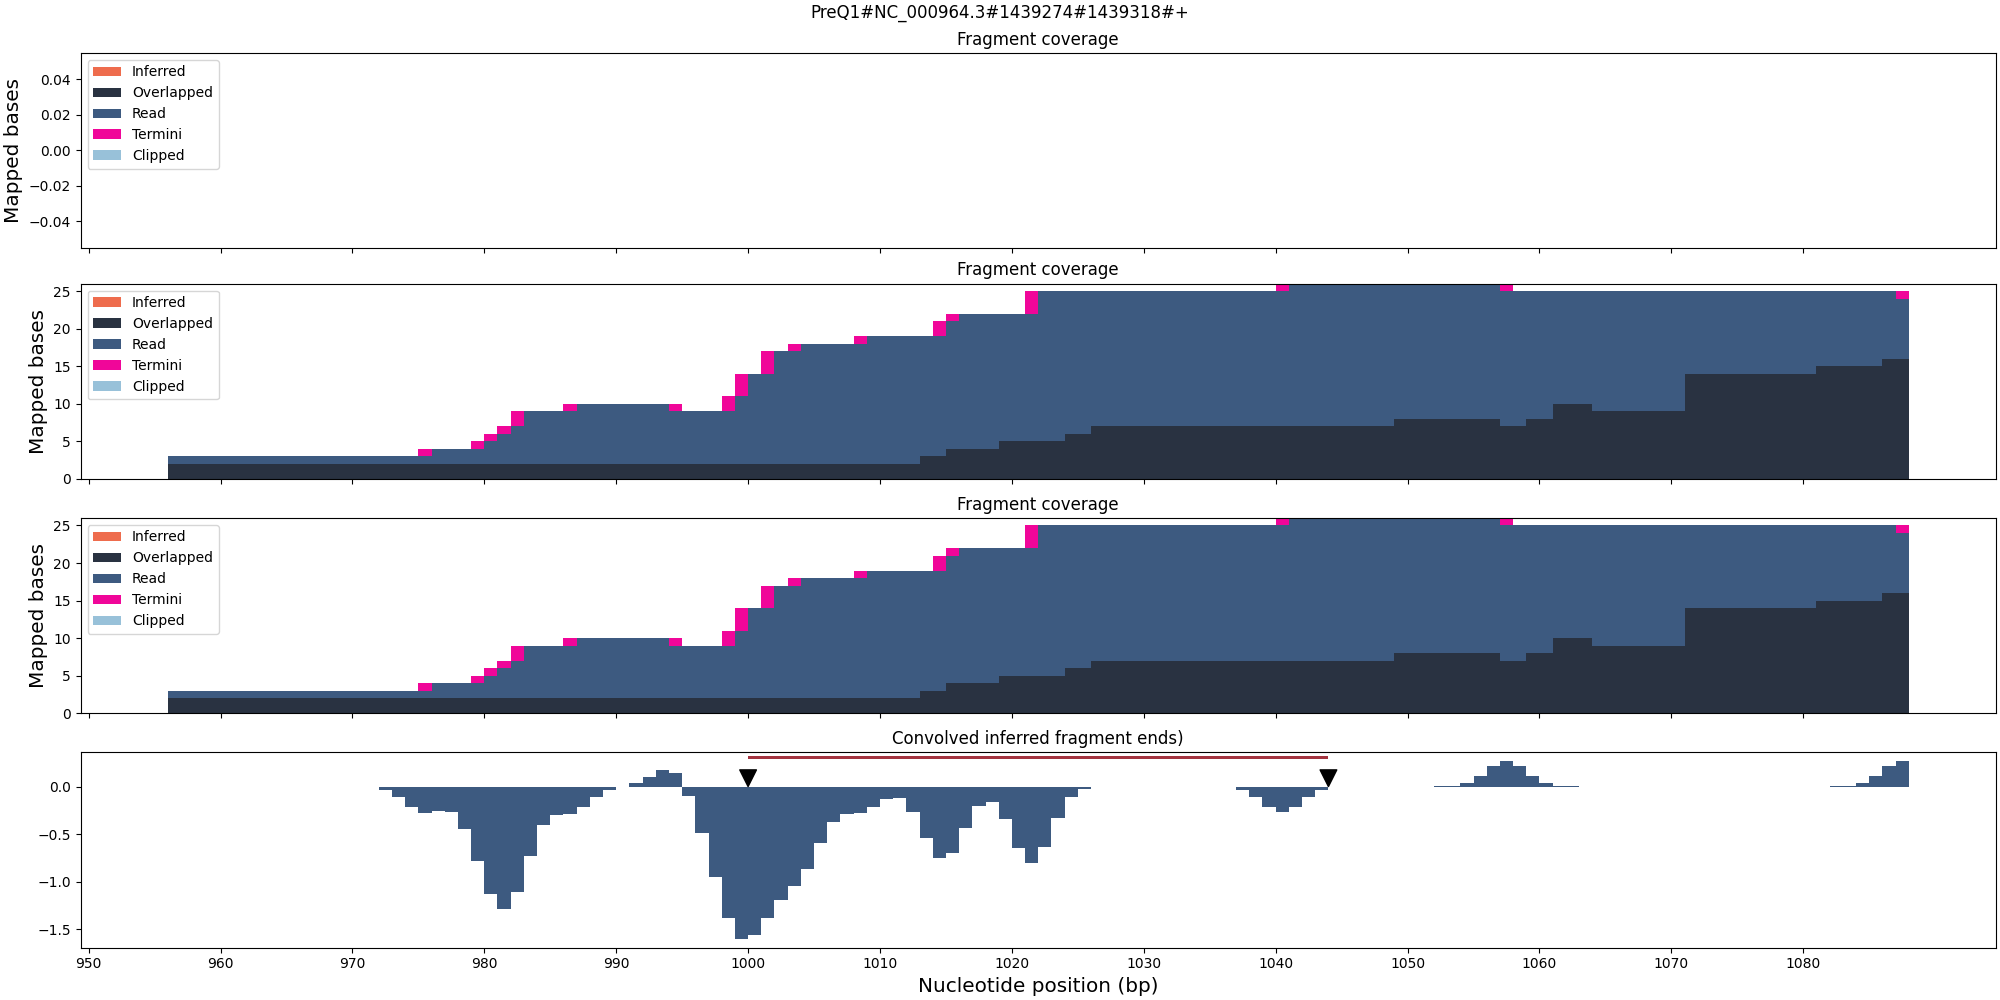 PreQ1#NC_000964.3#1439274#1439318#+
Fragment coverage
Mapped bases
0.04
0.02
0.00
−0.02
−0.04
Inferred
Overlapped
Read
Termini
Clipped
Fragment coverage
Mapped bases
25
20
15
10
5
0
Inferred
Overlapped
Read
Termini
Clipped
Fragment coverage
Mapped bases
25
20
15
10
5
0
Inferred
Overlapped
Read
Termini
Clipped
Convolved inferred fragment ends)
0.0
−0.5
−1.0
−1.5
950 960 970 980 990 1000 1010 1020 1030 1040 1050 1060 1070 1080
Nucleotide position (bp)